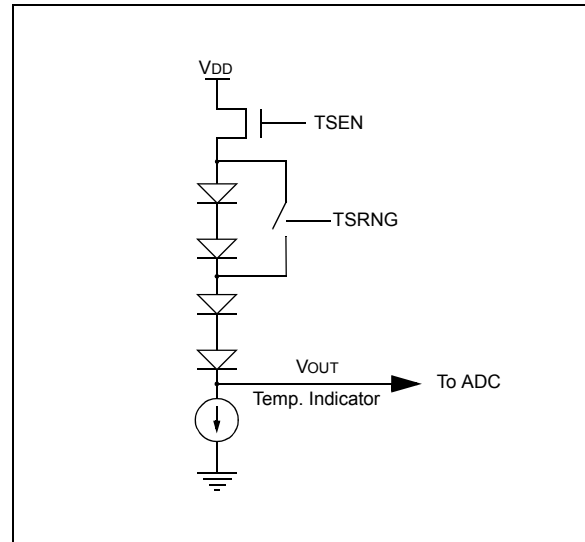 VDD
TSEN
TSRNG
VOUT
Temp. Indicator
To ADC